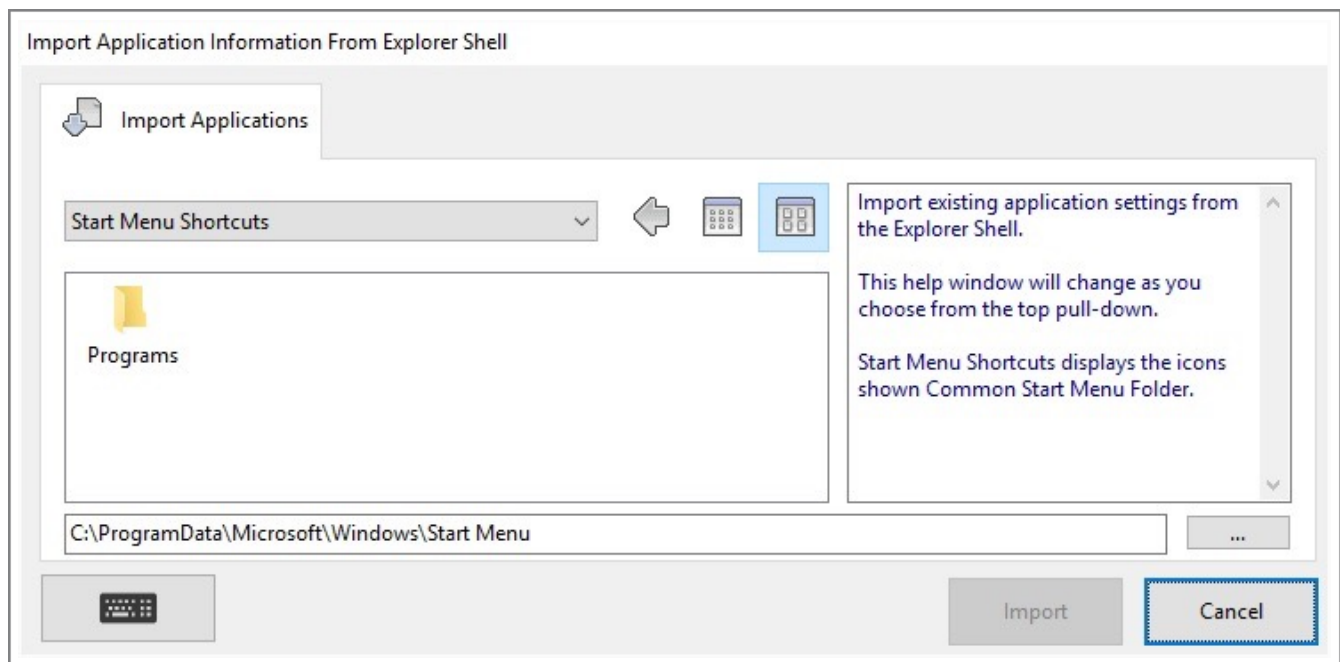 Import Application Information From Explorer Shell
Import Applications
Start Menu Shortcuts
Import existing application settings from
the Explorer Shell.
This help window will change as you
choose from the top pull-down.
Start Menu Shortcuts displays the icons
shown Common Start Menu Folder.
Programs
C:\ProgramData\Microsoft\Windows\Start Menu
...
Import
Cancel